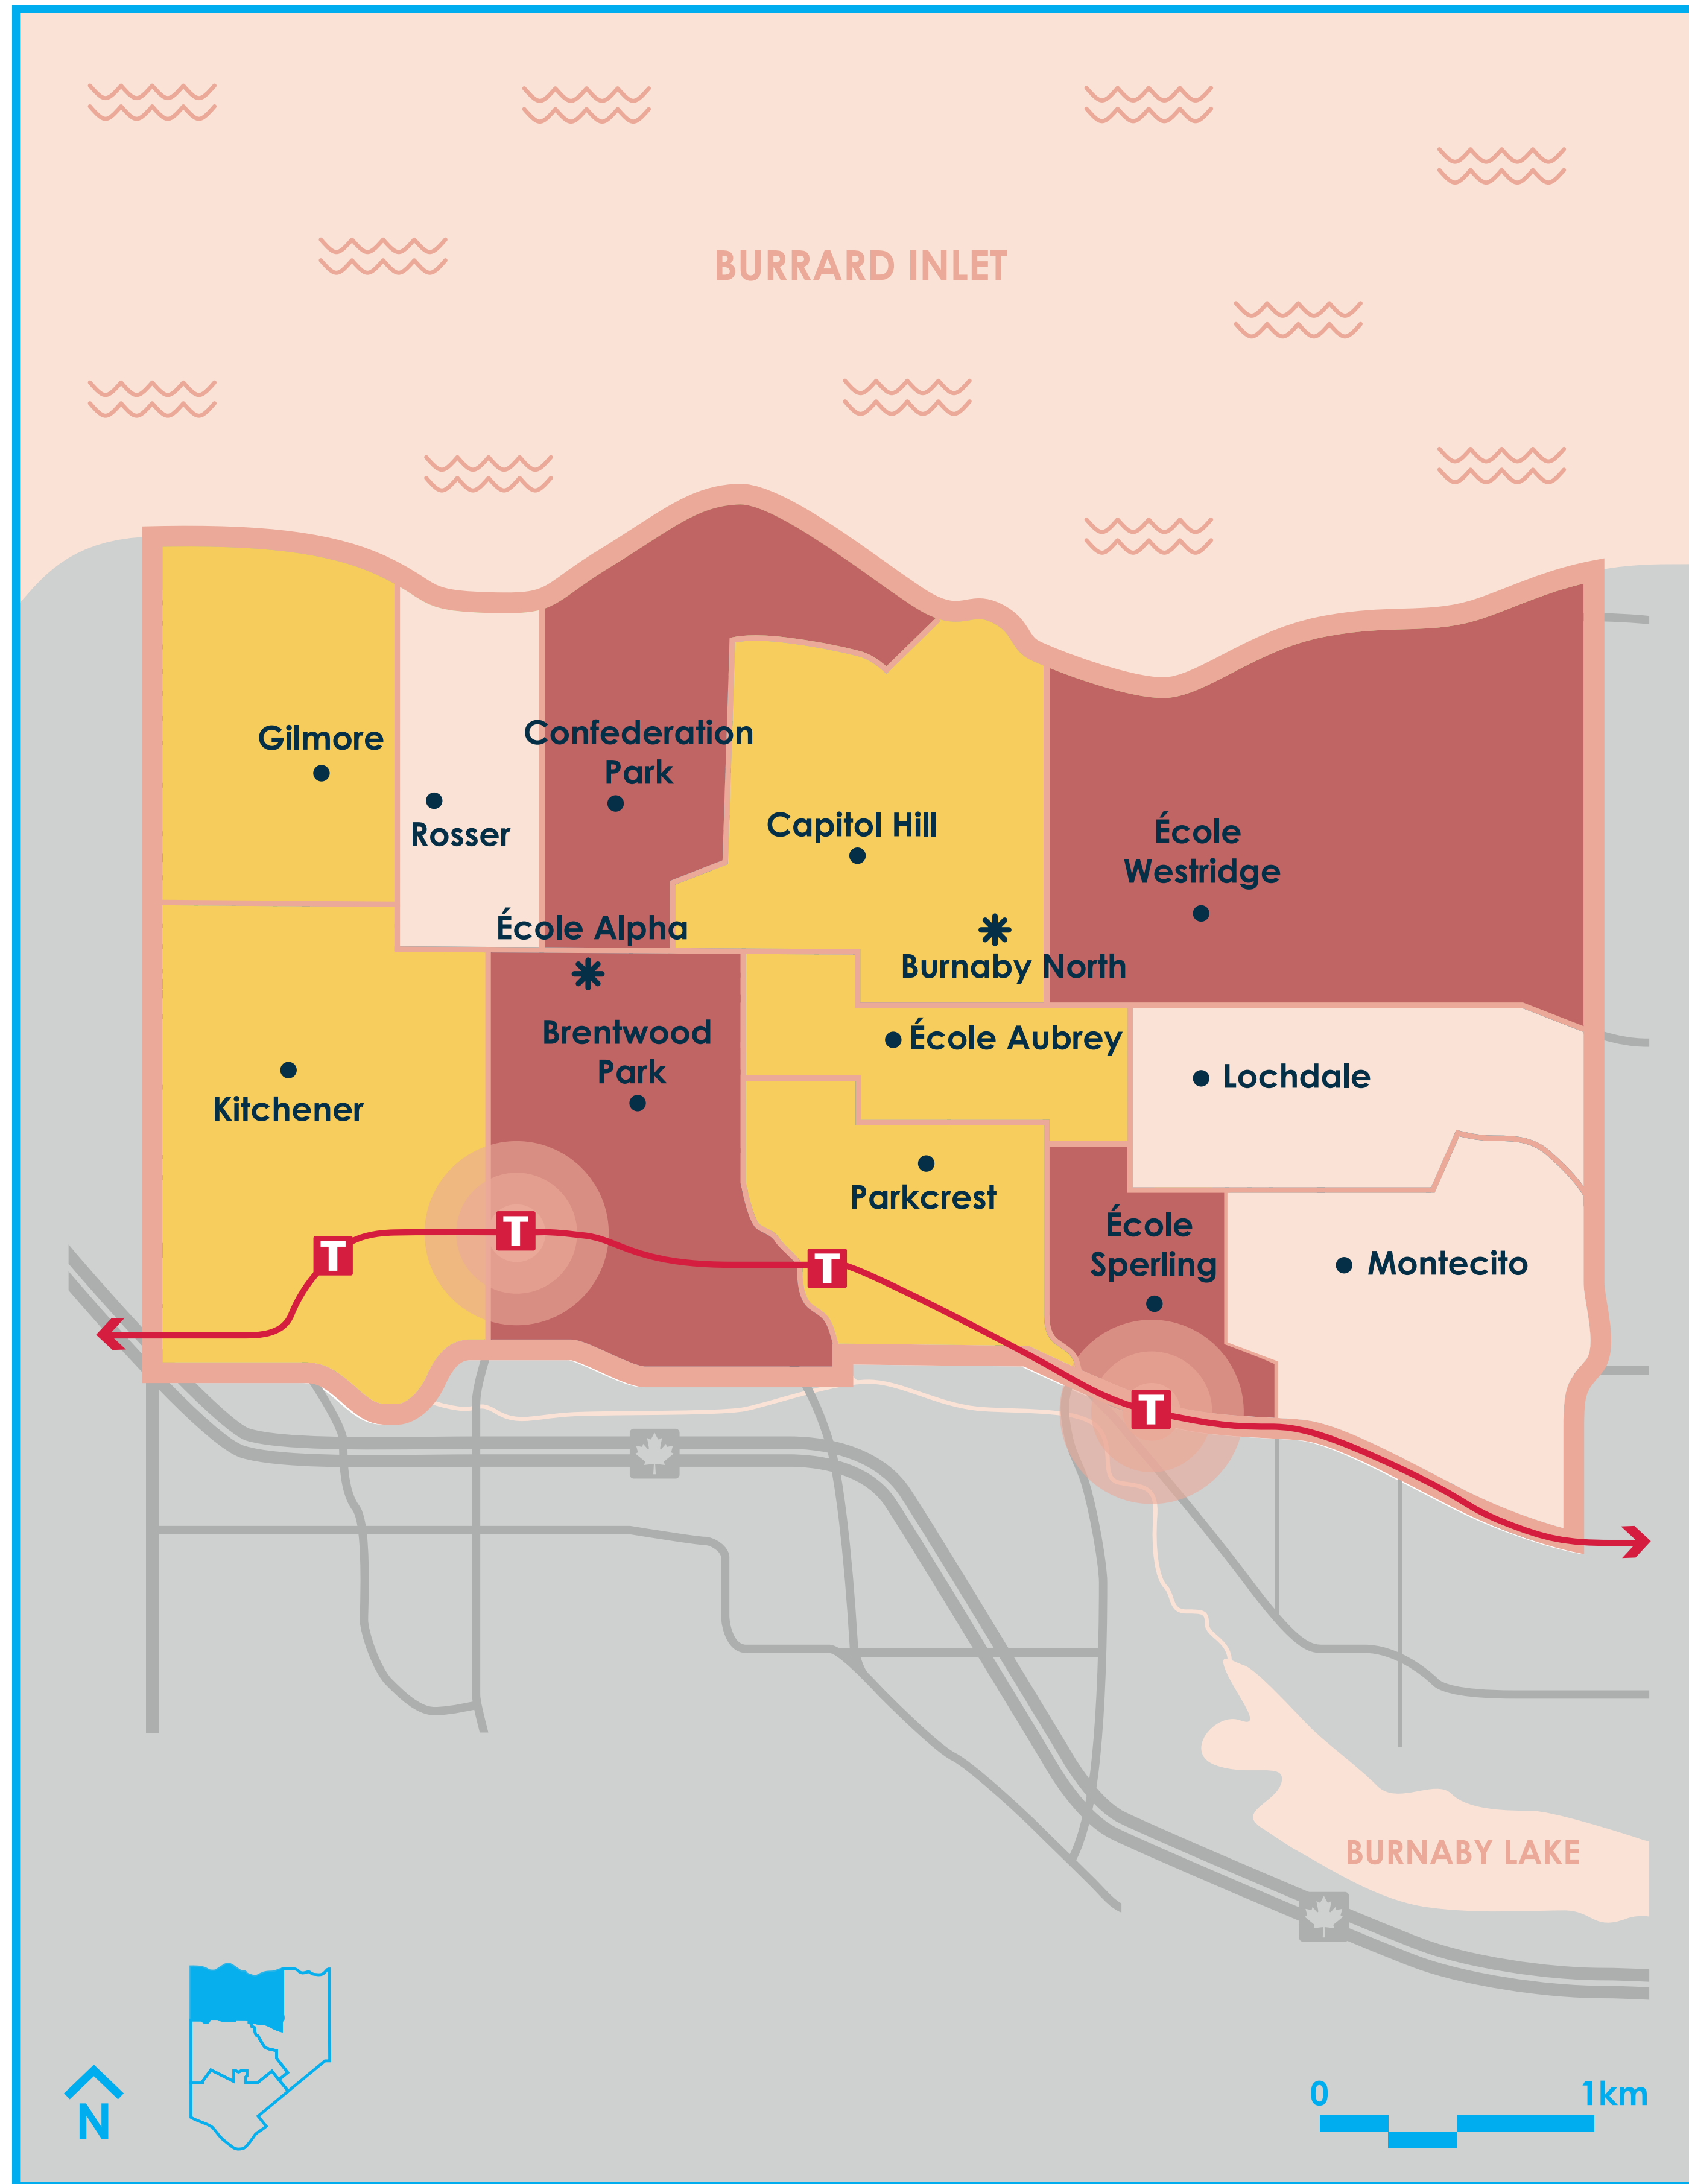 BURRARD INLET
Gilmore
Confederation
Park
Rosser
Capitol Hill
École
Westridge
École Alpha
Burnaby North
Brentwood
Park
École Aubrey
Lochdale
Kitchener
Parkcrest
École
Sperling
Montecito
T
T
T
T
BURNABY LAKE
N
0
1km